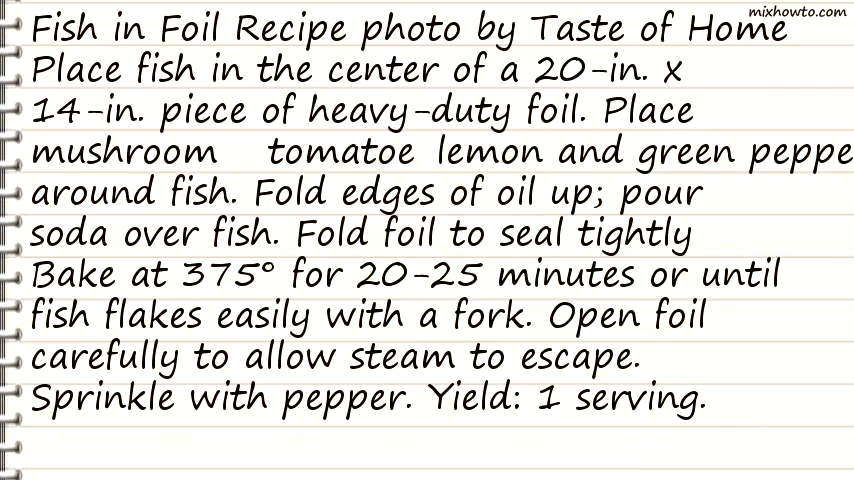 mixhowto.com
Fish in Foil Recipe photo by Taste of Home
Place fish in the center of a 20-in. x
14-in. piece of heavy-duty foil. Place
mushroom tomatoe lemon and green peppe
around fish. Fold edges of oil up; pour
soda over fish. Fold foil to seal tightly
Bake at 375° for 20-25 minutes or until
fish flakes easily with a fork. Open foil
carefully to allow steam to escape.
Sprinkle with pepper. Yield: 1 serving.